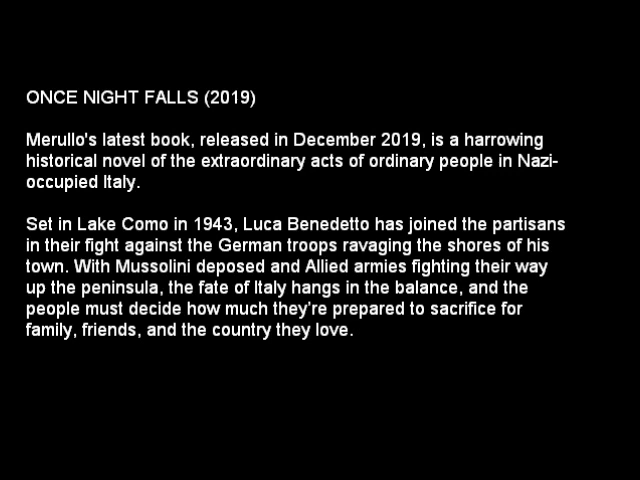 ONCE NIGHT FALLS (2019)
Merullo's latest book, released in December 2019, is a harrowing
historical novel of the extraordinary acts of ordinary people in Nazi-
occupied Italy.
Set in Lake Como in 1943, Luca Benedetto has joined the partisans
in their fight against the German troops ravaging the shores of his
town. With Mussolini deposed and Allied armies fighting their way
up the peninsula, the fate of Italy hangs in the balance, and the
people must decide how much they're prepared to sacrifice for
family, friends, and the country they love.